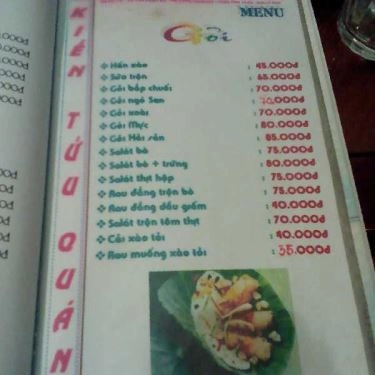 MENU
Gỏi
KIẾN TỨU QUÁN
Hến xào : 45.000đ
Sứa trộn : 65.000đ
Gỏi bắp chuối : 70.000đ
Gỏi ngó Sen : 70.000đ
Gỏi xoài : 70.000đ
Gỏi Mực : 80.000đ
Gỏi Hải sản : 85.000đ
Salát bò : 75.000đ
Salát bò + trứng : 80.000đ
Salát thịt hộp : 75.000đ
Rau đắng trộn bò : 75.000đ
Rau đắng dầu giấm : 40.000đ
Salát trộn tôm thịt : 70.000đ
Cải xào tỏi : 40.000đ
Rau muống xào tỏi : 35.000đ